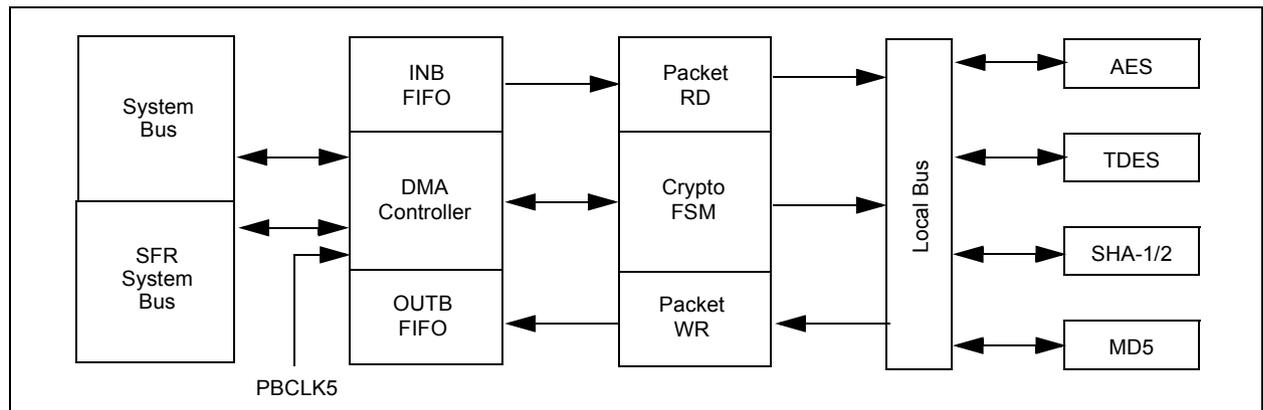 System
Bus
SFR
System
Bus
PBCLK5
INB
FIFO
DMA
Controller
OUTB
FIFO
Packet
RD
Crypto
FSM
Packet
WR
Local Bus
AES
TDES
SHA-1/2
MD5